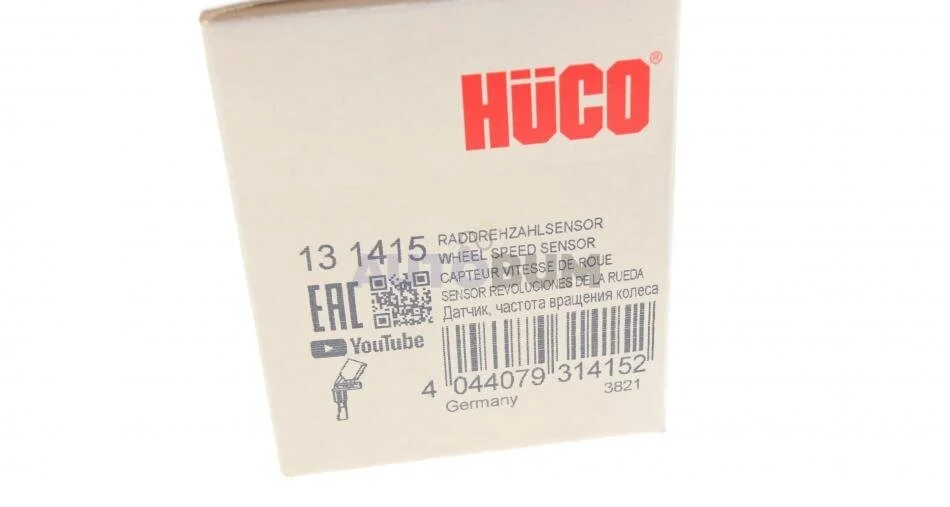 HÜCO®
13 1415
RADDREHZAHLSENSOR
WHEEL SPEED SENSOR
CAPTEUR VITESSE DE ROUE
SENSOR REVOLUCIONES DE LA RUEDA
Датчик, частота вращения колеса
EAC
YouTube
4 044079 314152
Germany
3821